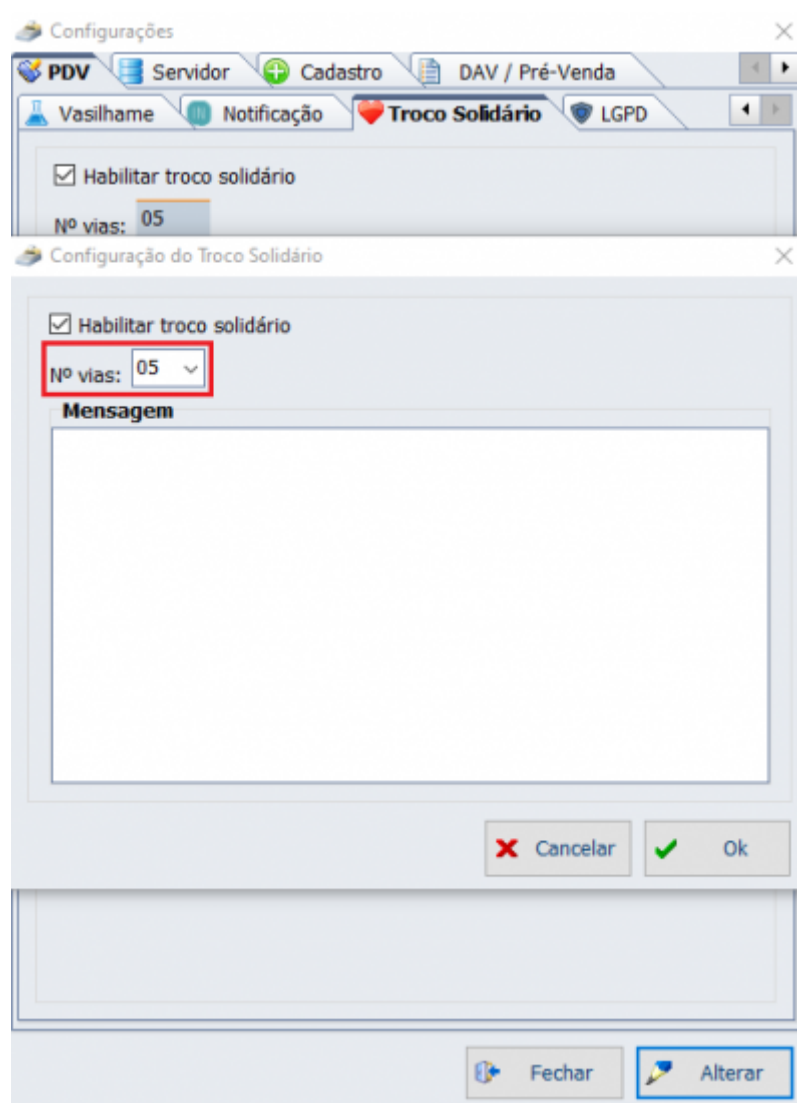 Configurações
PDV Servidor Cadastro DAV / Pré-Venda
Vasilhame IN Notificação Troco Solidário LGPD
Habilitar troco solidário
Nº vias: 05
Configuração do Troco Solidário
Habilitar troco solidário
Nº vias: 05
Mensagem
Cancelar Ok
Fechar Alterar